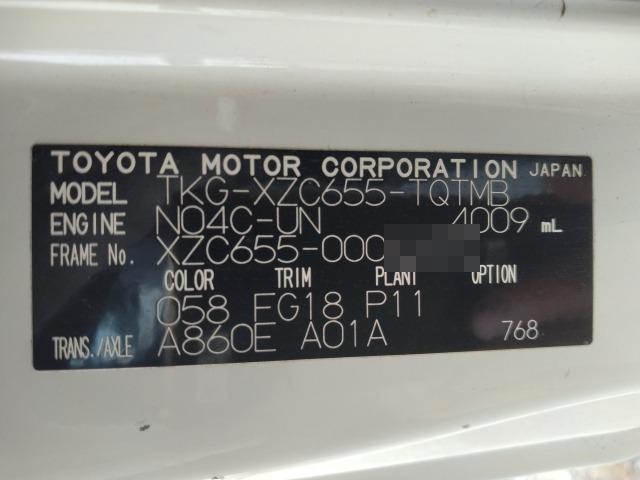 TOYOTA MOTOR CORPORATION JAPAN
MODEL TKG-XZC655-TQTMB
ENGINE N04C-UN 4009 mL
FRAME No. XZC655-000
COLOR TRIM PLANT OPTION
058 FG18 P11
TRANS./AXLE A860E A01A 768